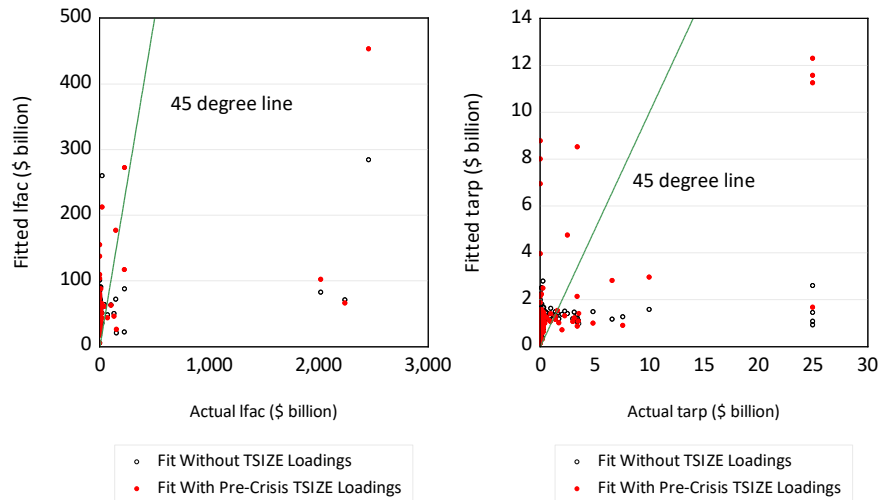 Fitted lfac ($ billion)
500
400
300
200
100
0
45 degree line
0
1,000
2,000
3,000
Actual lfac ($ billion)
Fit Without TSIZE Loadings
Fit With Pre-Crisis TSIZE Loadings
Fitted tarp ($ billion)
14
12
10
8
6
4
2
0
45 degree line
0
5
10
15
20
25
30
Actual tarp ($ billion)
Fit Without TSIZE Loadings
Fit With Pre-Crisis TSIZE Loadings